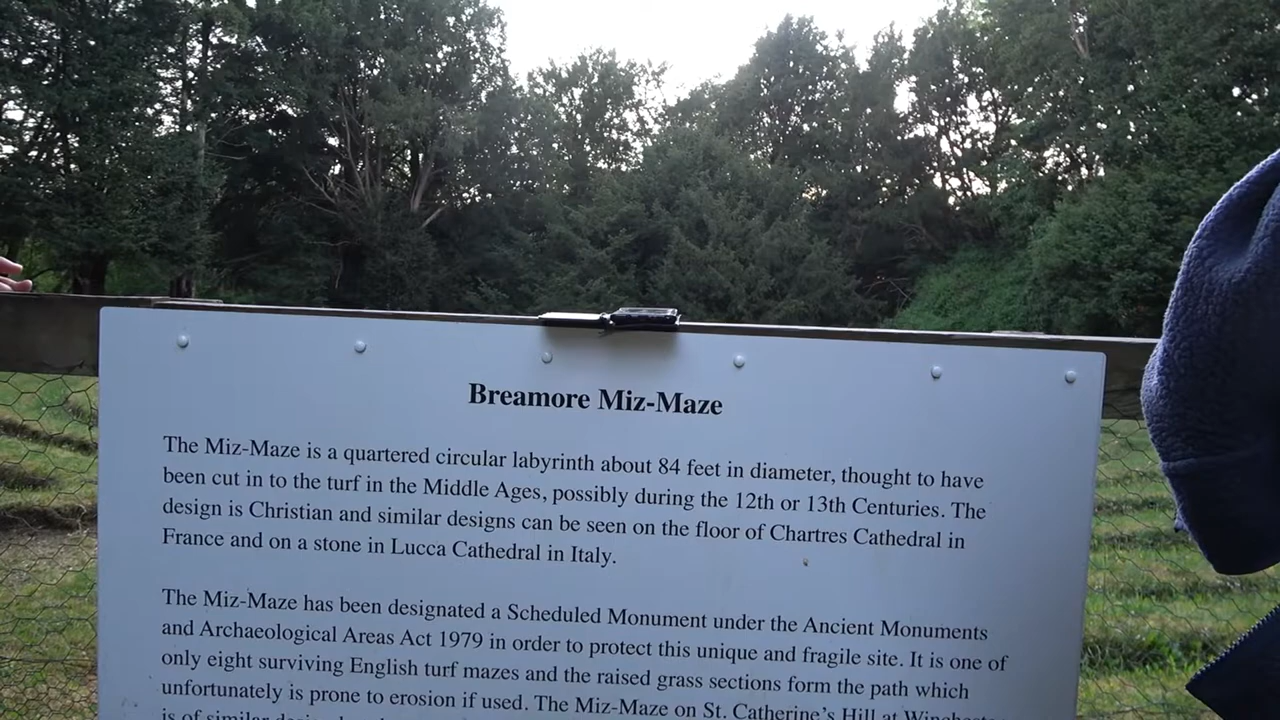 Breamore Miz-Maze
The Miz-Maze is a quartered circular labyrinth about 84 feet in diameter, thought to have
been cut in to the turf in the Middle Ages, possibly during the 12th or 13th Centuries. The
design is Christian and similar designs can be seen on the floor of Chartres Cathedral in
France and on a stone in Lucca Cathedral in Italy.
The Miz-Maze has been designated a Scheduled Monument under the Ancient Monuments
and Archaeological Areas Act 1979 in order to protect this unique and fragile site. It is one of
only eight surviving English turf mazes and the raised grass sections form the path which
unfortunately is prone to erosion if used. The Miz-Maze on St. Catherine's Hill at
is of similar